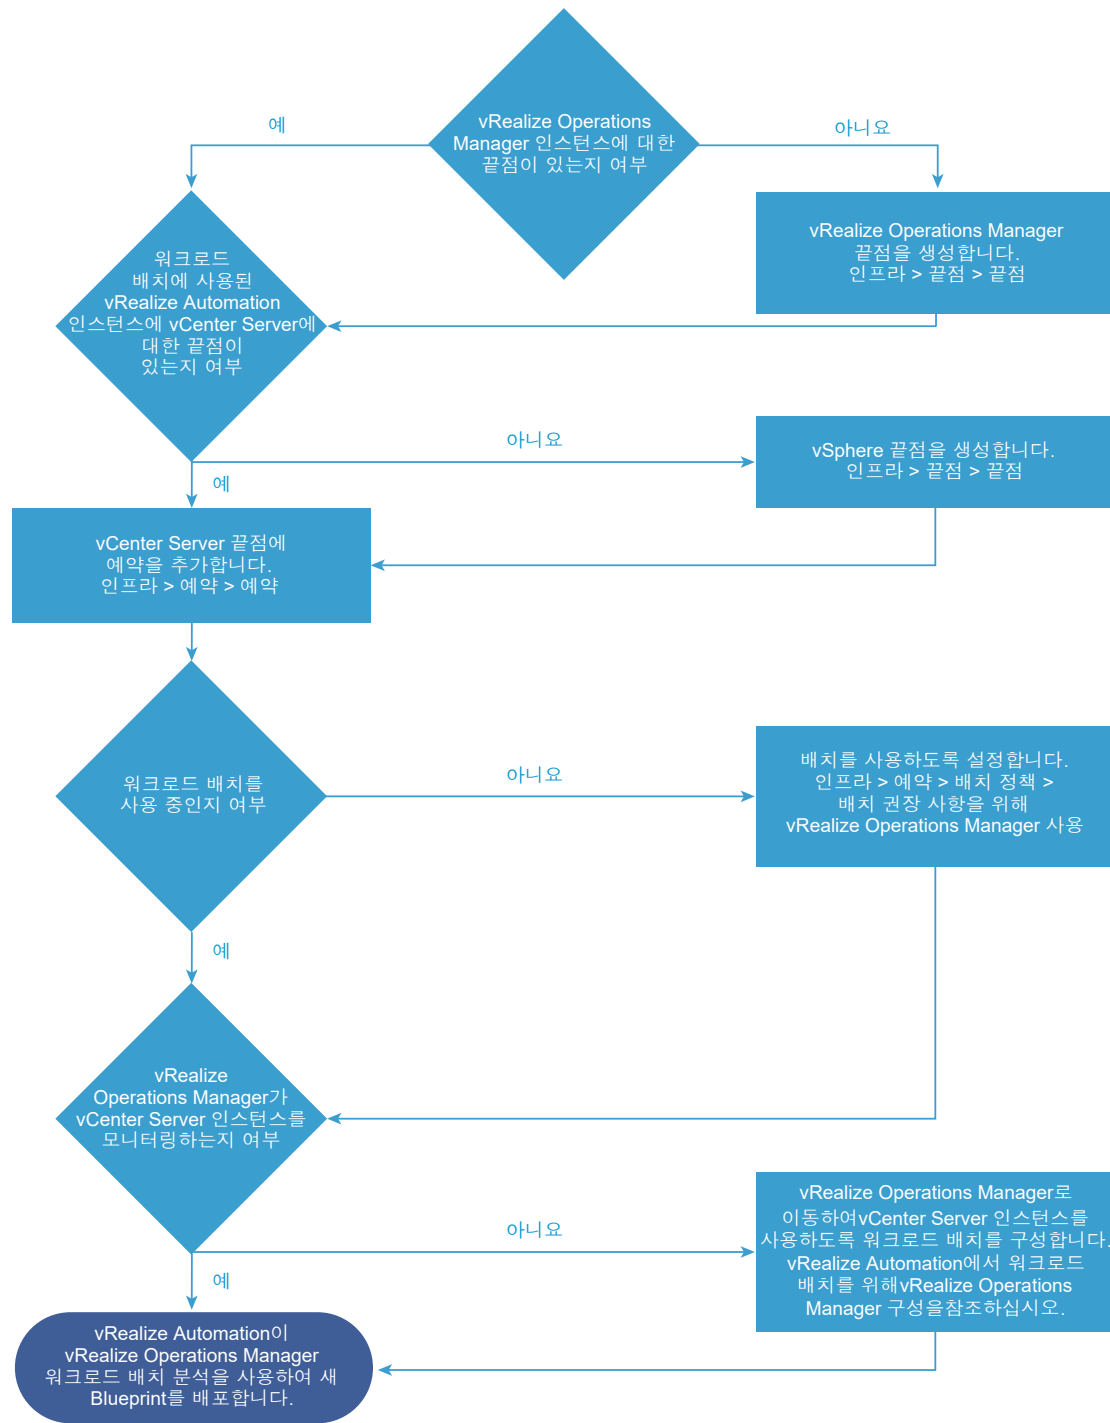 vRealize Operations
Manager 인스턴스에 대한
끝점이 있는지 여부
예
아니요
vRealize Operations Manager
끝점을 생성합니다.
인프라 > 끝점 > 끝점
워크로드
배치에 사용된
vRealize Automation
인스턴스에 vCenter Server에
대한 끝점이
있는지 여부
아니요
예
vSphere 끝점을 생성합니다.
인프라 > 끝점 > 끝점
vCenter Server 끝점에
예약을 추가합니다.
인프라 > 예약 > 예약
워크로드 배치를
사용 중인지 여부
아니요
예
배치를 사용하도록 설정합니다.
인프라 > 예약 > 배치 정책 >
배치 권장 사항을 위해
vRealize Operations Manager 사용
vRealize
Operations Manager가
vCenter Server 인스턴스를
모니터링하는지 여부
아니요
예
vRealize Operations Manager로
이동하여vCenter Server 인스턴스를
사용하도록 워크로드 배치를 구성합니다.
vRealize Automation에서 워크로드
배치를 위해vRealize Operations
Manager 구성을참조하십시오.
vRealize Automation이
vRealize Operations Manager
워크로드 배치 분석을 사용하여 새
Blueprint를 배포합니다.